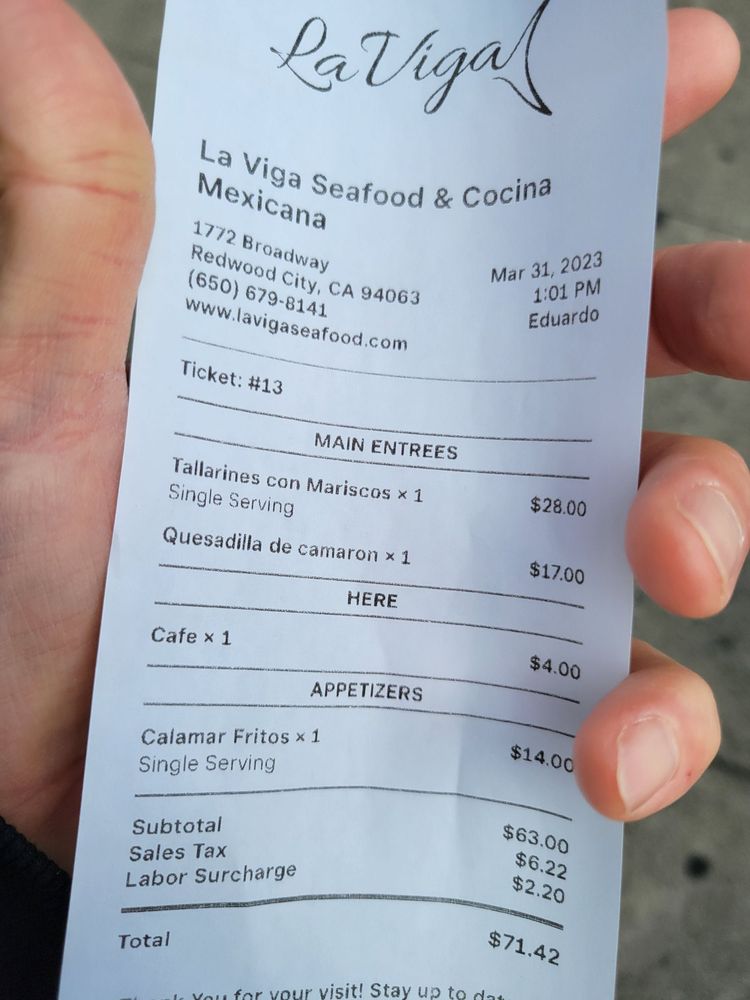 La Viga
La Viga Seafood & Cocina
Mexicana
1772 Broadway
Redwood City, CA 94063
(650) 679-8141
www.lavigaseafood.com
Mar 31, 2023
1:01 PM
Eduardo
Ticket: #13
MAIN ENTREES
Tallarines con Mariscos × 1 $28.00
Single Serving
Quesadilla de camaron × 1 $17.00
HERE
Cafe × 1 $4.00
APPETIZERS
Calamar Fritos × 1 $14.00
Single Serving
Subtotal $63.00
Sales Tax $6.22
Labor Surcharge $2.20
Total $71.42
Thank You for your visit! Stay up to dat